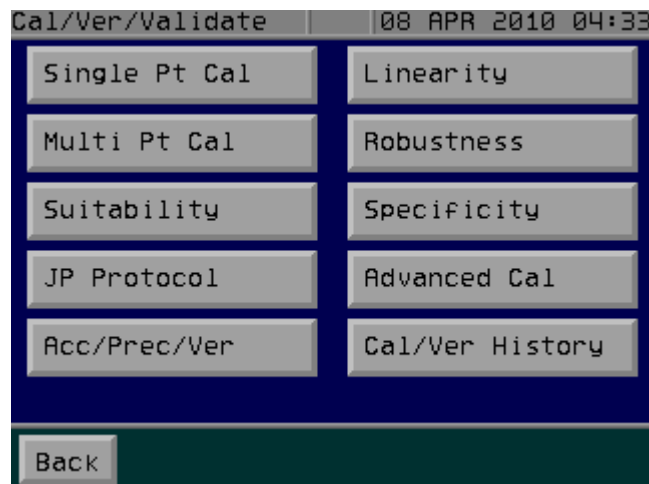 Cal/Ver/Validate 08 APR 2010 04:33
Single Pt Cal
Linearity
Multi Pt Cal
Robustness
Suitability
Specificity
JP Protocol
Advanced Cal
Acc/Prec/Ver
Cal/Ver History
Back